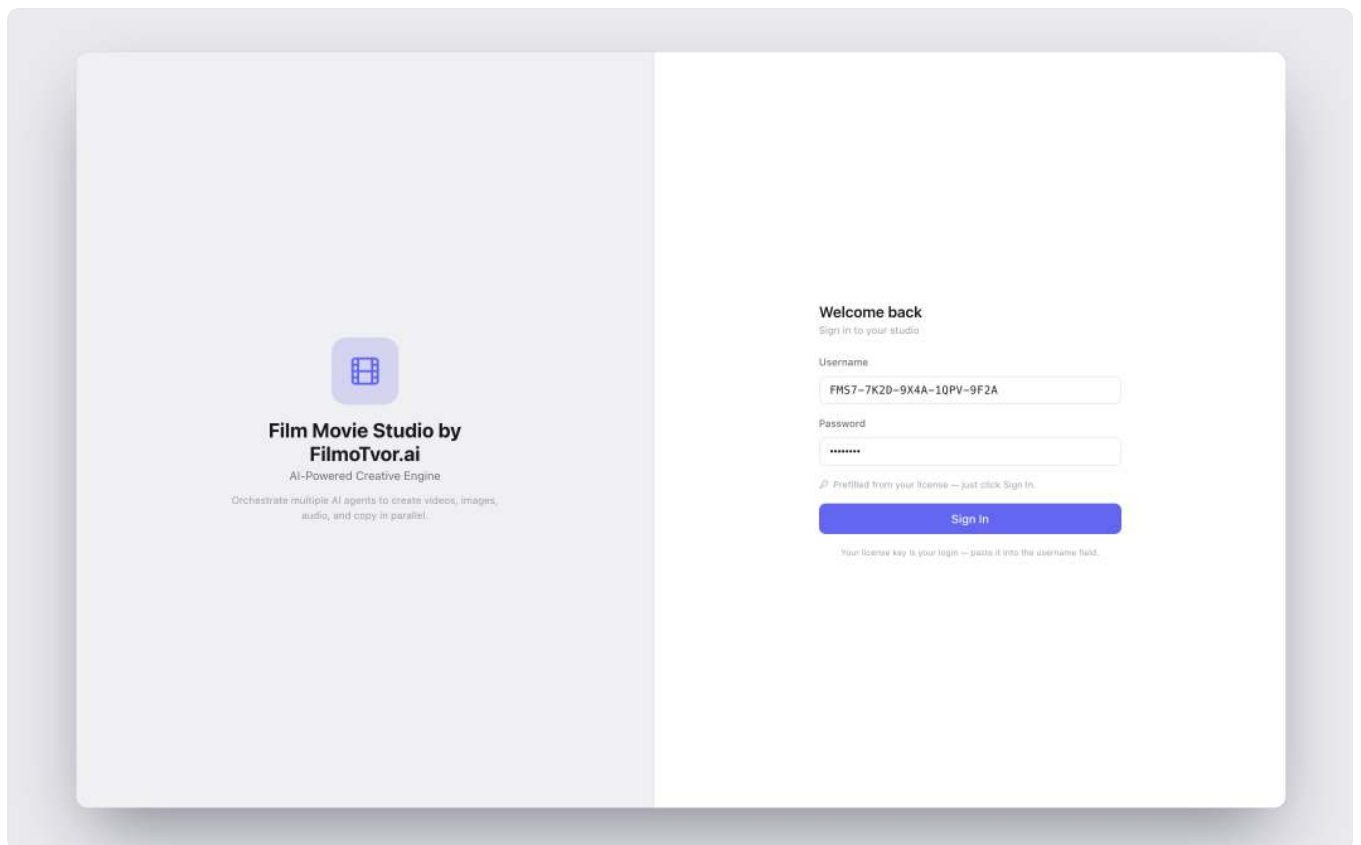 Film Movie Studio by
FilmoTvor.ai
AI-Powered Creative Engine
Orchestrate multiple AI agents to create videos, images,
audio, and copy in parallel.
Welcome back
Sign in to your studio
Username
FMS7-7K2D-9X4A-1QPV-9F2A
Password
••••••••
Prefilled from your license — just click Sign In.
Sign In
Your license key is your login — paste it into the username field.